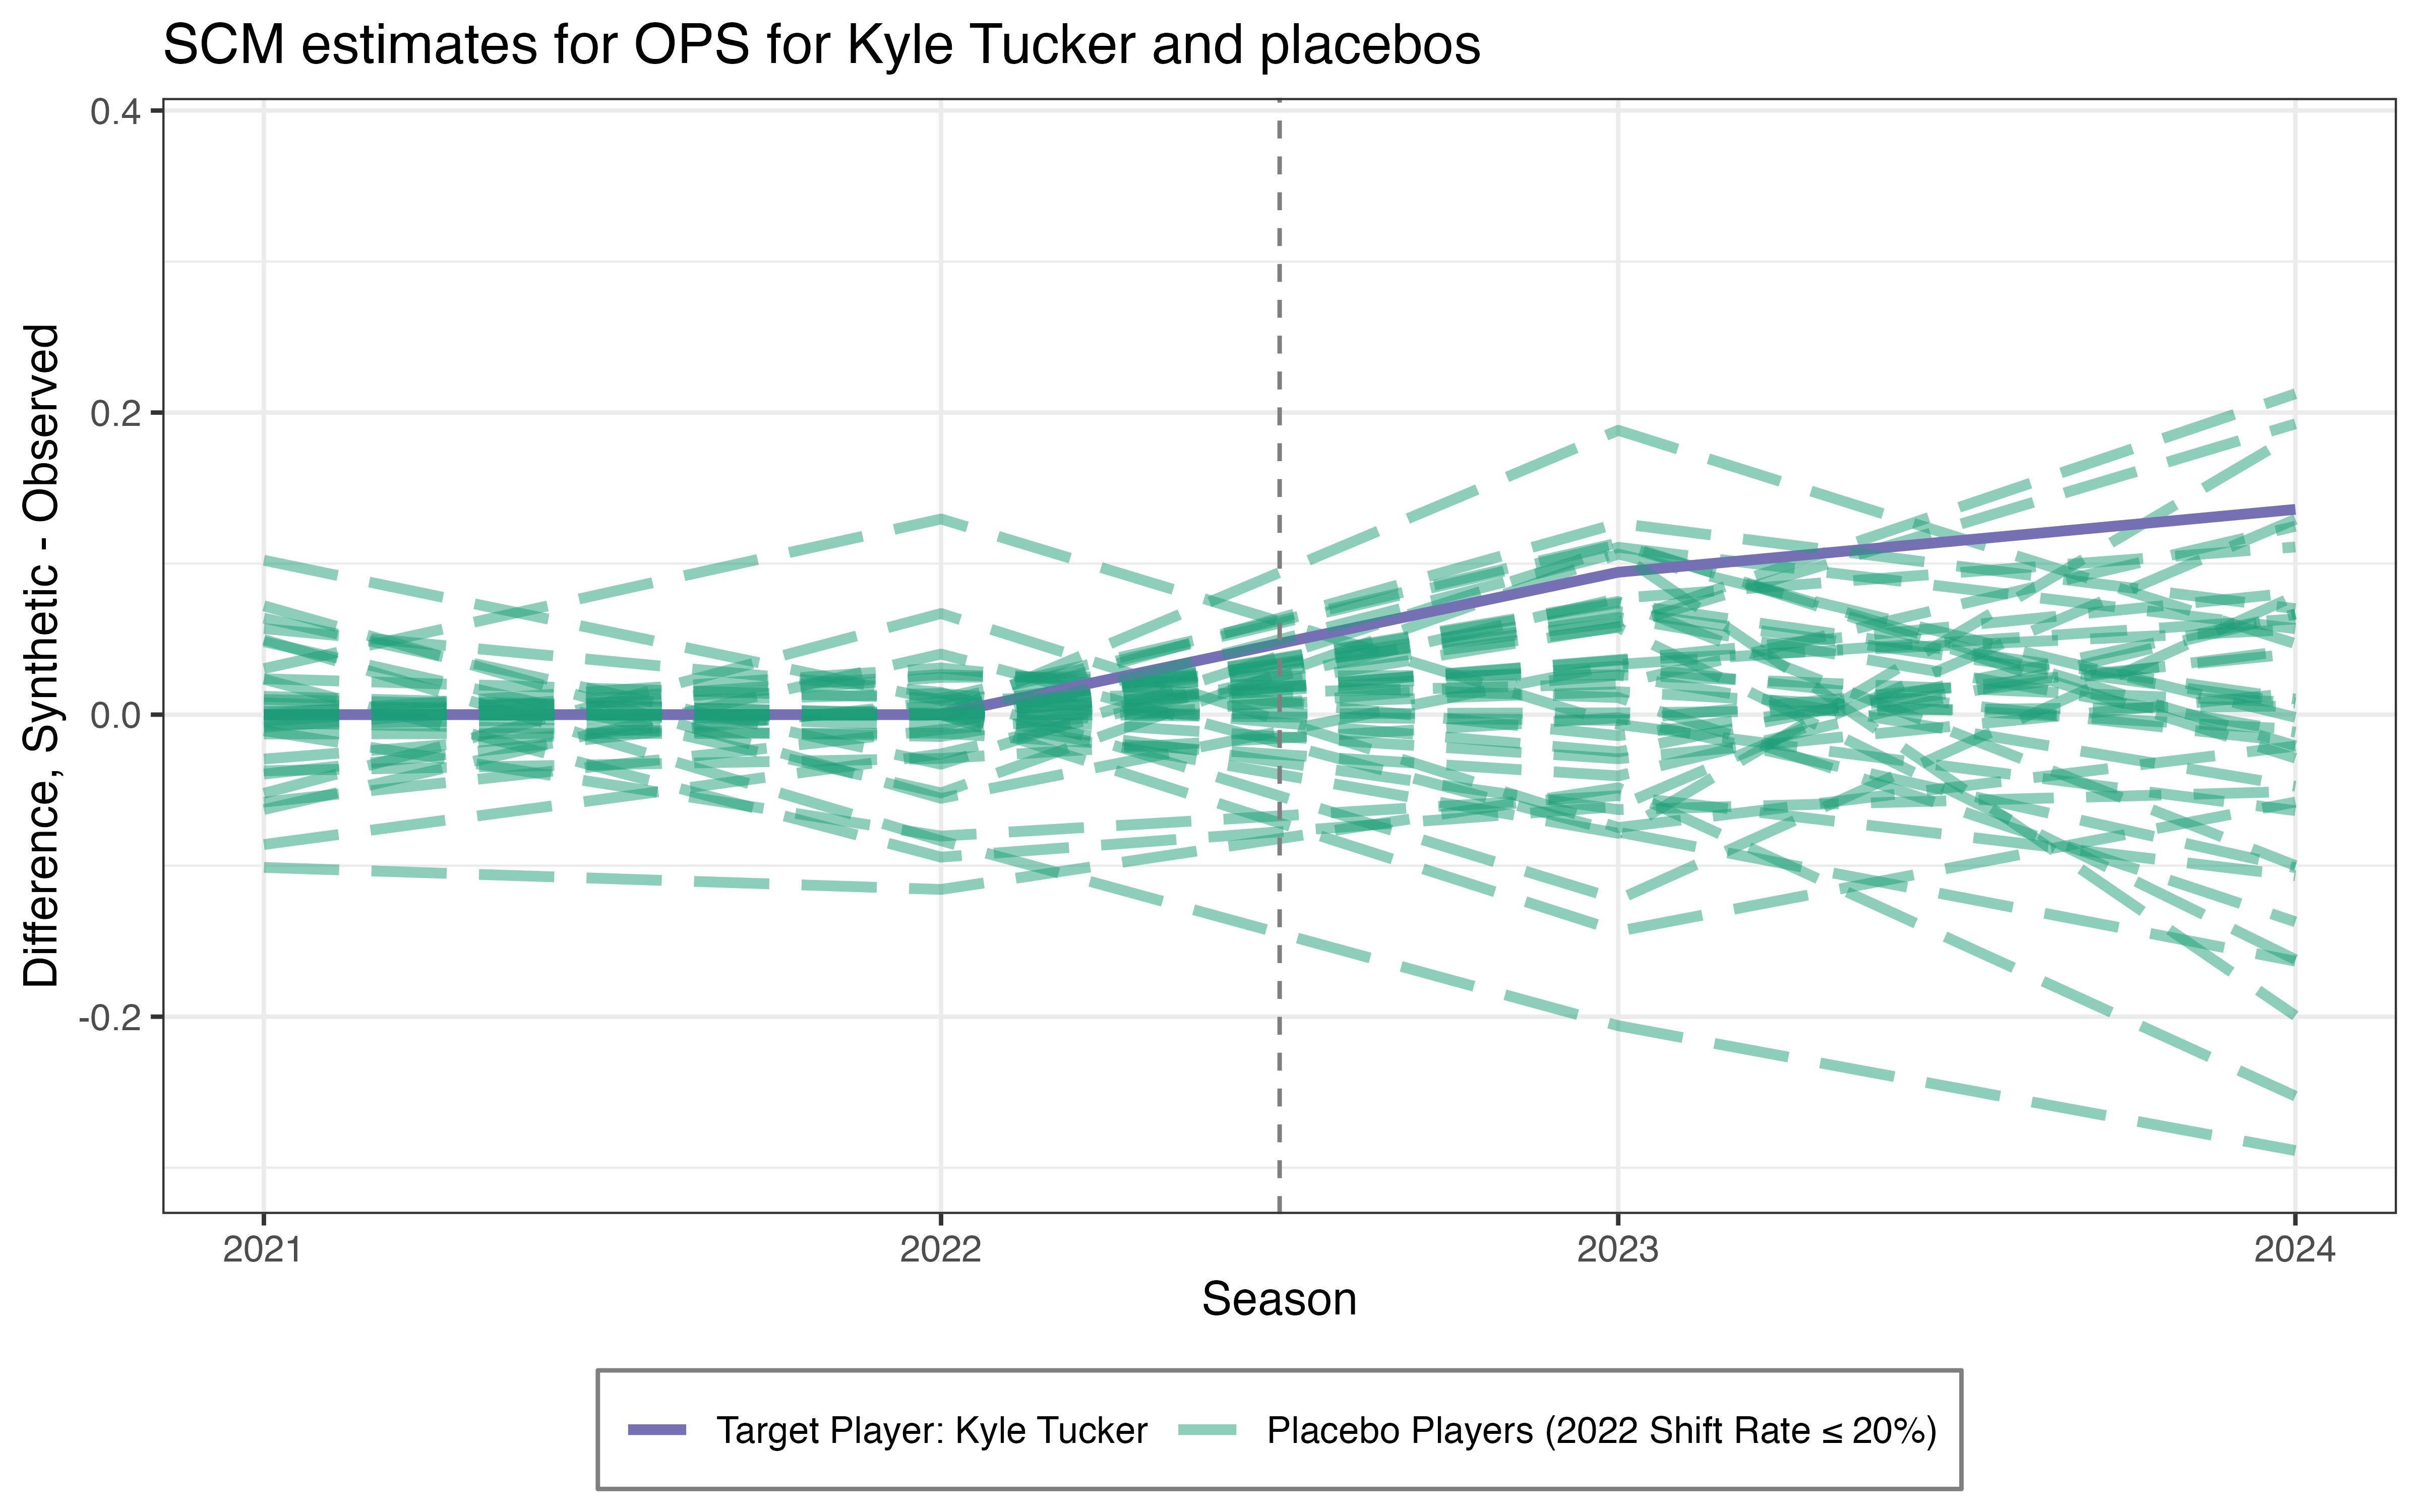 SCM estimates for OPS for Kyle Tucker and placebos
Difference, Synthetic - Observed
0.4
0.2
0.0
-0.2
2021
2022
2023
2024
Season
Target Player: Kyle Tucker
Placebo Players (2022 Shift Rate ≤ 20%)